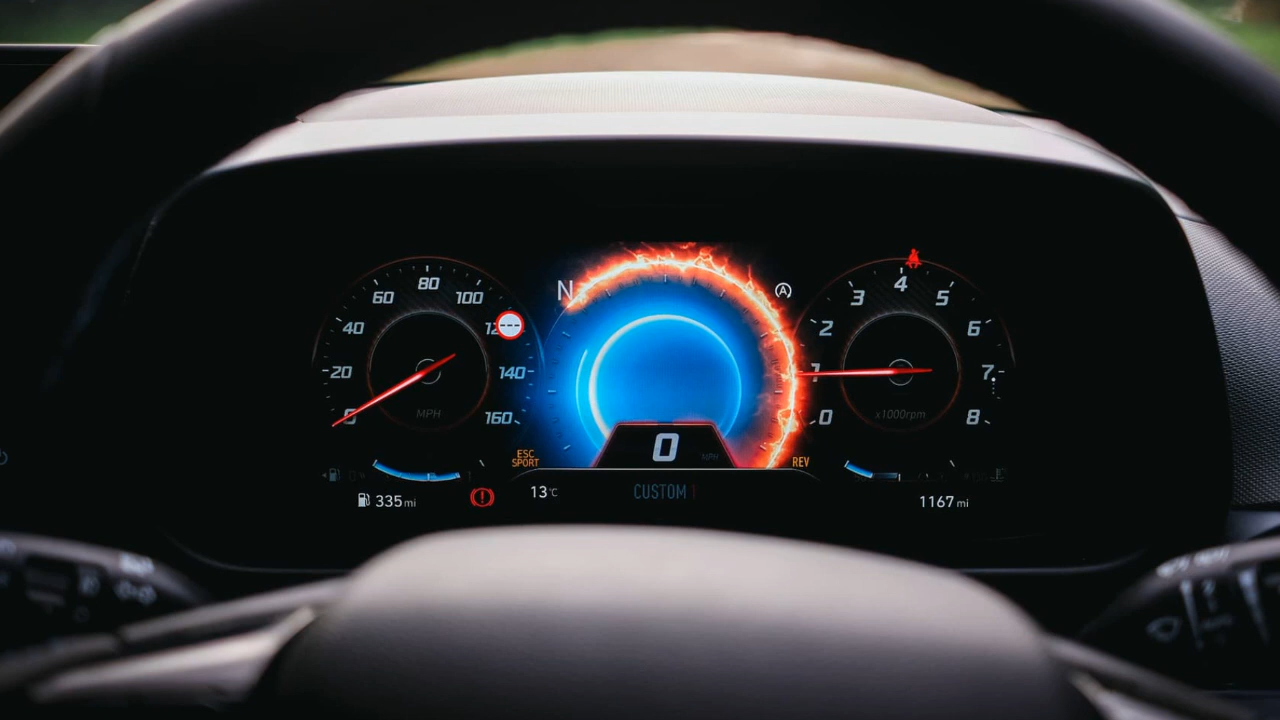 80
60 100
40
20 140
0 160
MPH
N
A
4
3 5
2 6
1 7
0 8
x1000rpm
0 MPH
ESC
SPORT
REV
335 mi
13°C
CUSTOM 1
1167 mi